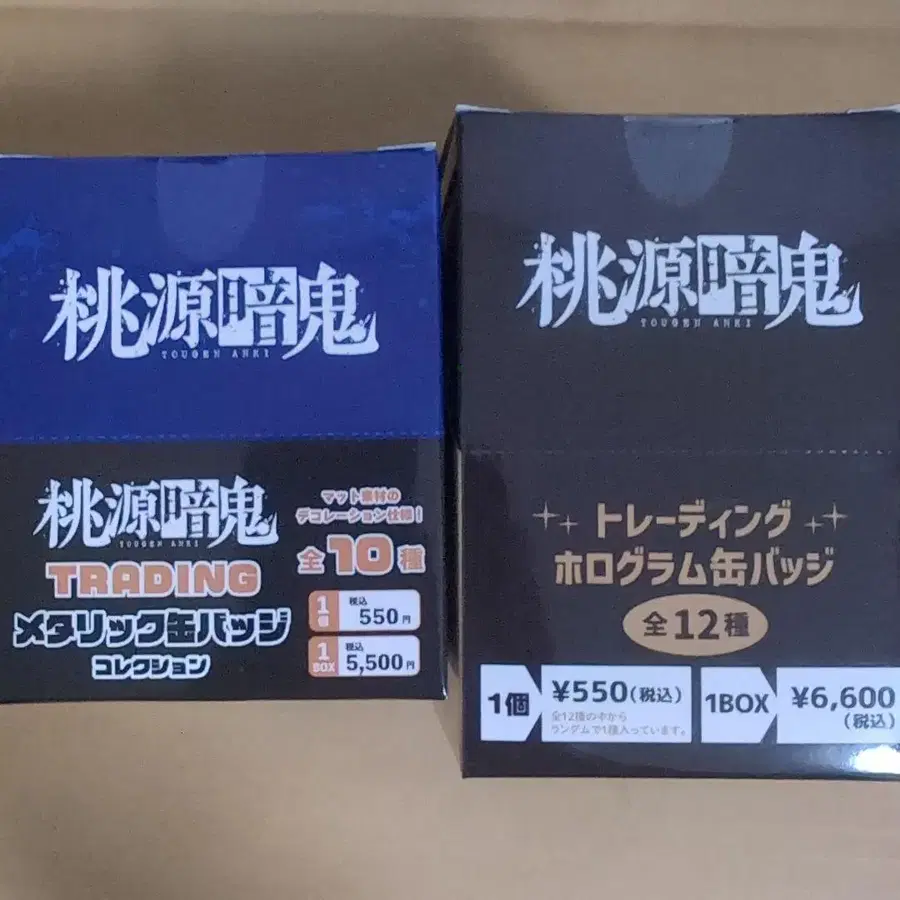 桃源暗鬼
TOUGEN ANKI
桃源暗鬼
TOUGEN ANKI
TRADING
メタリック缶バッジ
コレクション
マット素材の
デコレーション仕様！
全10種
1個 税込 550円
1BOX 税込 5,500円
桃源暗鬼
TOUGEN ANKI
トレーディング
ホログラム缶バッジ
全12種
1個 ¥550(税込)
全12種の中から
ランダムで1種入っています。
1BOX ¥6,600
(税込)